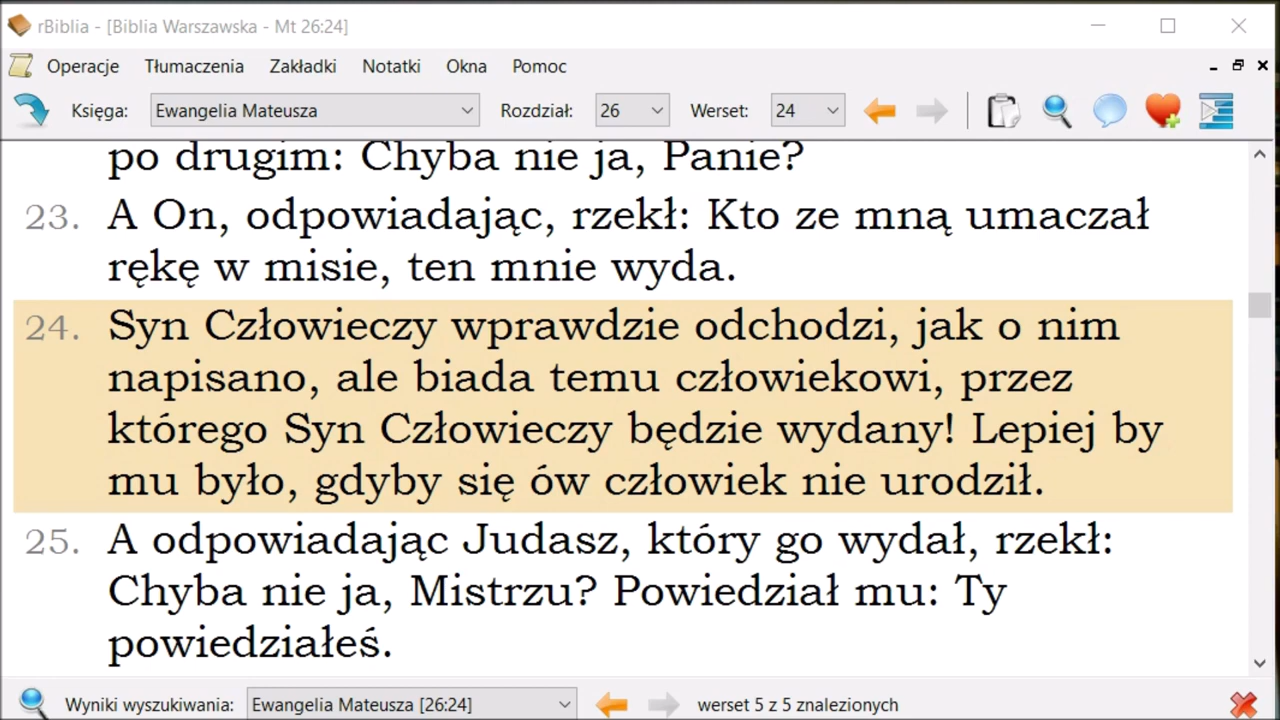 rBiblia - [Biblia Warszawska - Mt 26:24]
Operacje Tłumaczenia Zakładki Notatki Okna Pomoc
Księga: Ewangelia Mateusza Rozdział: 26 Werset: 24
po drugim: Chyba nie ja, Panie?
23. A On, odpowiadając, rzekł: Kto ze mną umaczał
rękę w misie, ten mnie wyda.
24. Syn Człowieczy wprawdzie odchodzi, jak o nim
napisano, ale biada temu człowiekowi, przez
którego Syn Człowieczy będzie wydany! Lepiej by
mu było, gdyby się ów człowiek nie urodził.
25. A odpowiadając Judasz, który go wydał, rzekł:
Chyba nie ja, Mistrzu? Powiedział mu: Ty
powiedziałeś.
Wyniki wyszukiwania: Ewangelia Mateusza [26:24] werset 5 z 5 znalezionych